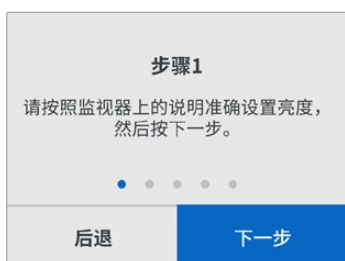 步骤1
请按照监视器上的说明准确设置亮度，
然后按下一步。
后退
下一步